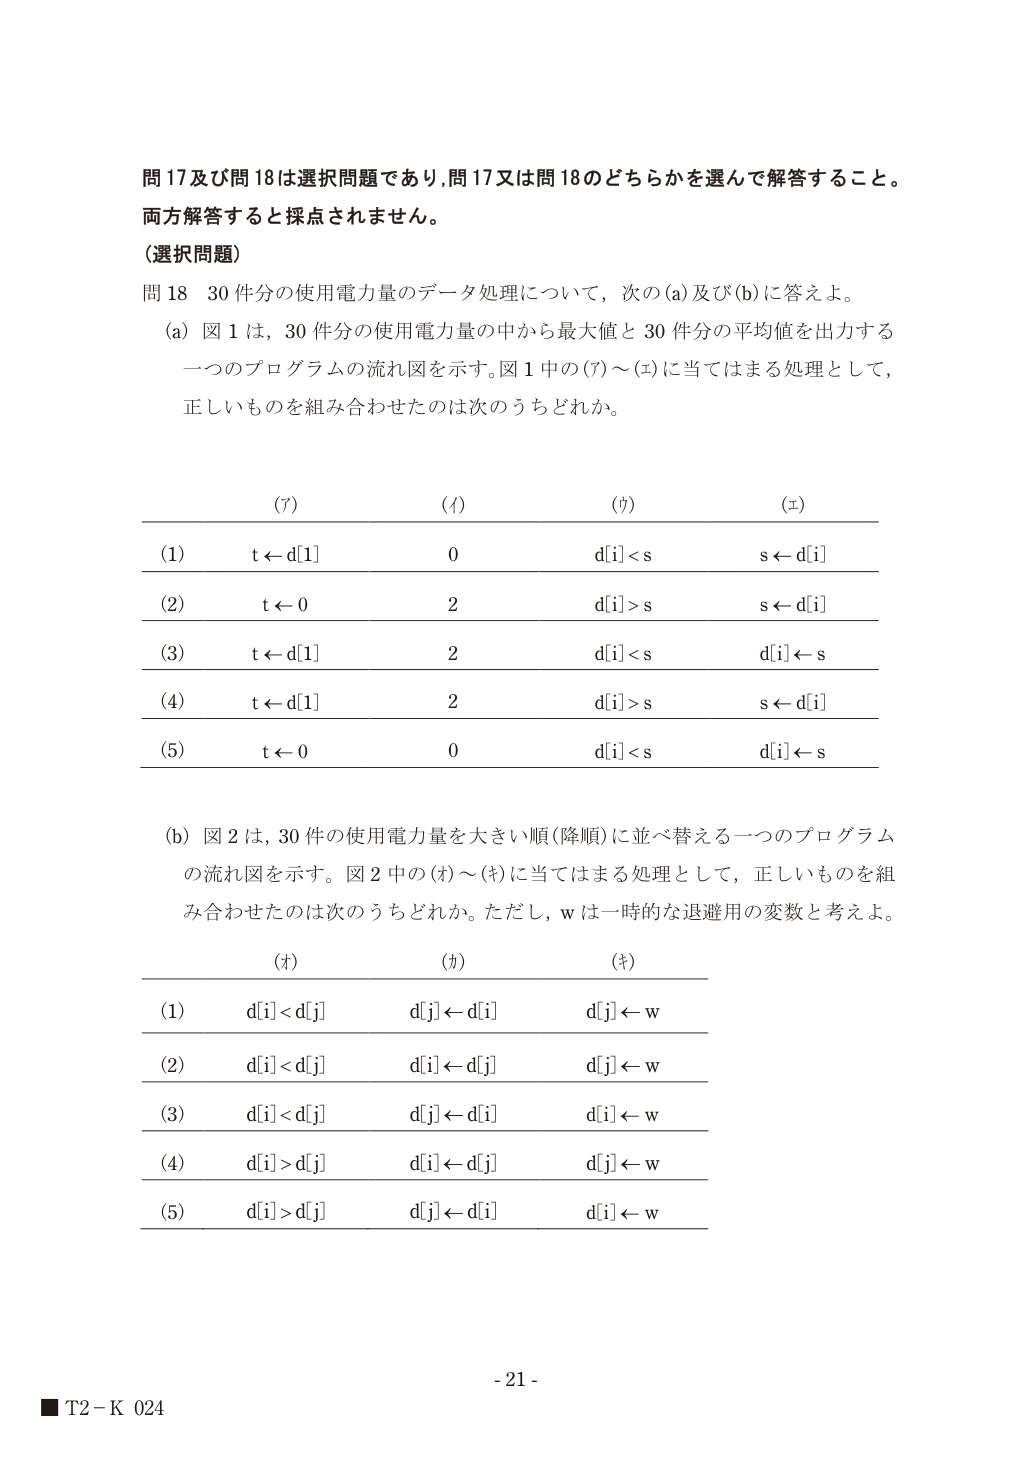 問17及び問18は選択問題であり,問17又は問18のどちらかを選んで解答すること。
両方解答すると採点されません。
(選択問題)
問18 30件分の使用電力量のデータ処理について，次の(a)及び(b)に答えよ。
(a) 図1は，30件分の使用電力量の中から最大値と30件分の平均値を出力する
一つのプログラムの流れ図を示す。図1中の(ア)～(エ)に当てはまる処理として，
正しいものを組み合わせたのは次のうちどれか。
(ア) (イ) (ウ) (エ)
(1) t←d[1] 0 d[i]<s s←d[i]
(2) t←0 2 d[i]>s s←d[i]
(3) t←d[1] 2 d[i]<s d[i]←s
(4) t←d[1] 2 d[i]>s s←d[i]
(5) t←0 0 d[i]<s d[i]←s
(b) 図2は，30件の使用電力量を大きい順(降順)に並べ替える一つのプログラム
の流れ図を示す。図2中の(オ)～(キ)に当てはまる処理として，正しいものを組
み合わせたのは次のうちどれか。ただし，wは一時的な退避用の変数と考えよ。
(オ) (カ) (キ)
(1) d[i]<d[j] d[j]←d[i] d[j]←w
(2) d[i]<d[j] d[i]←d[j] d[j]←w
(3) d[i]<d[j] d[j]←d[i] d[i]←w
(4) d[i]>d[j] d[i]←d[j] d[j]←w
(5) d[i]>d[j] d[j]←d[i] d[i]←w
- 21 -
■T2−K 024